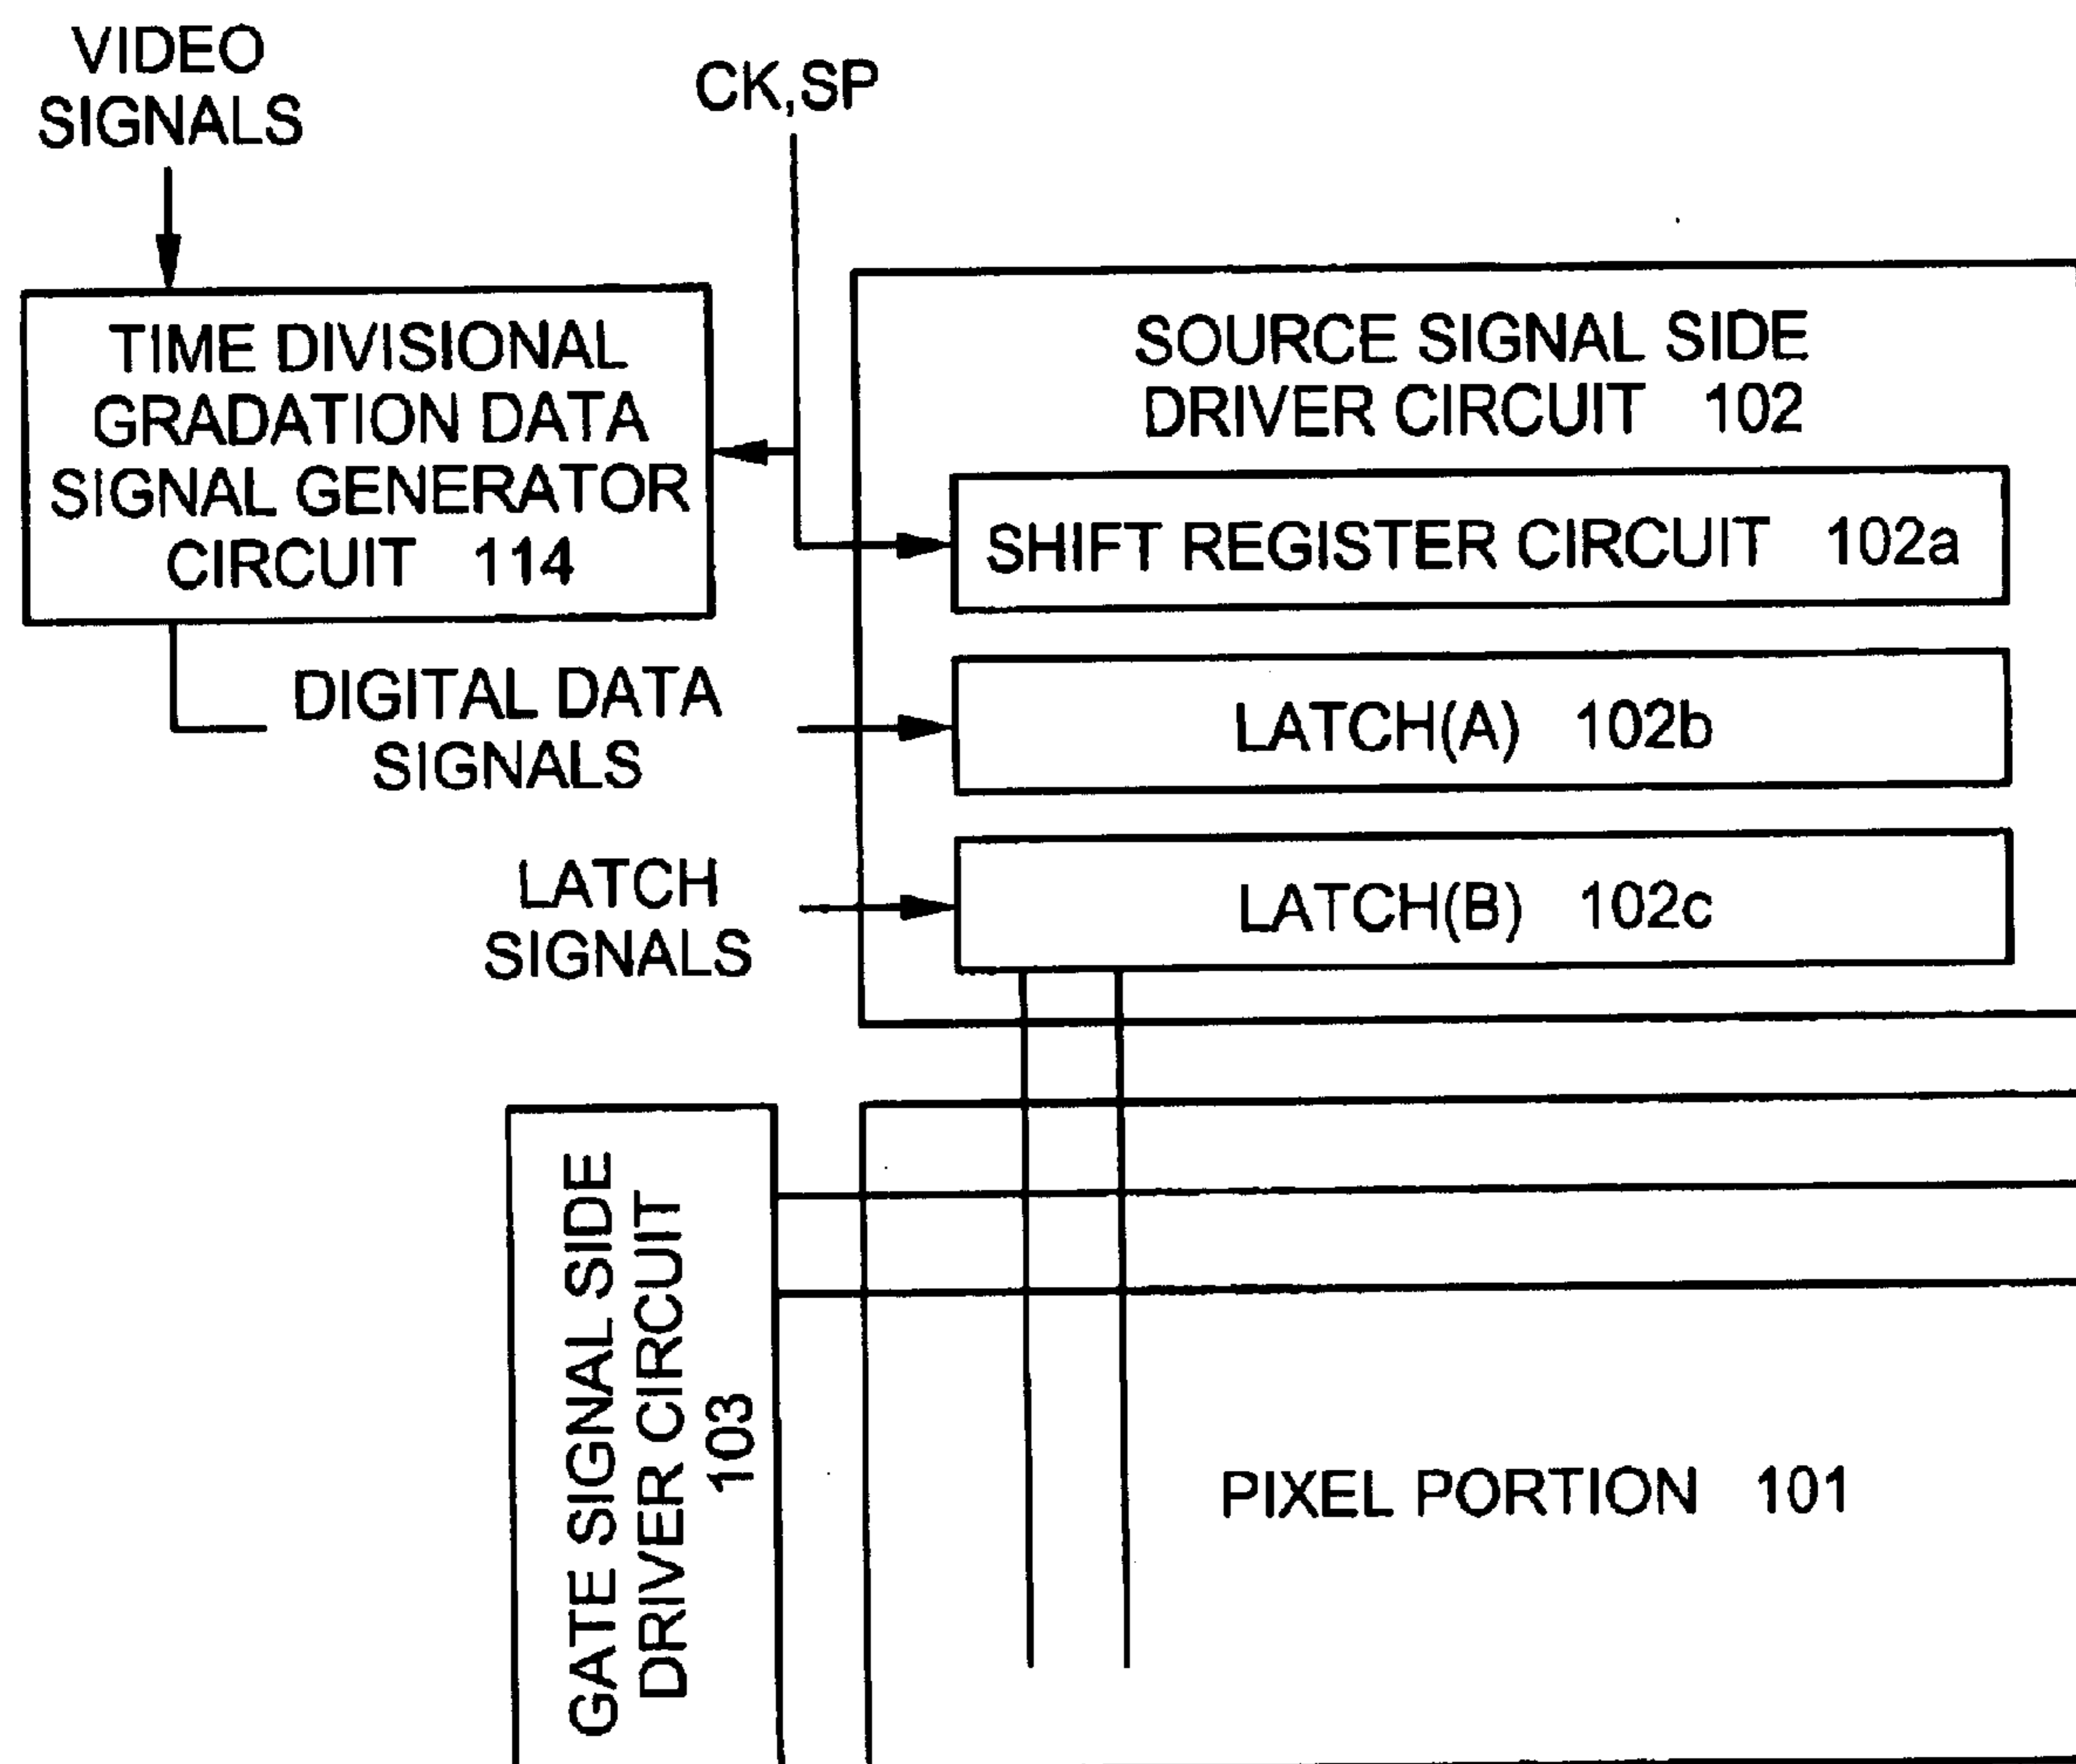 VIDEO
SIGNALS
CK,SP
TIME DIVISIONAL
GRADATION DATA
SIGNAL GENERATOR
CIRCUIT 114
SOURCE SIGNAL SIDE
DRIVER CIRCUIT 102
SHIFT REGISTER CIRCUIT 102a
DIGITAL DATA
SIGNALS
LATCH(A) 102b
LATCH
SIGNALS
LATCH(B) 102c
GATE SIGNAL SIDE
DRIVER CIRCUIT
103
PIXEL PORTION 101